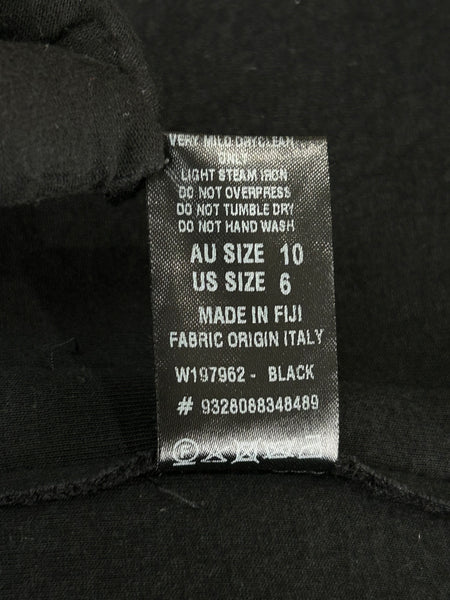 VERY MILD DRYCLEAN
ONLY
LIGHT STEAM IRON
DO NOT OVERPRESS
DO NOT TUMBLE DRY
DO NOT HAND WASH
AU SIZE 10
US SIZE 6
MADE IN FIJI
FABRIC ORIGIN ITALY
W197962 - BLACK
# 9328088348489